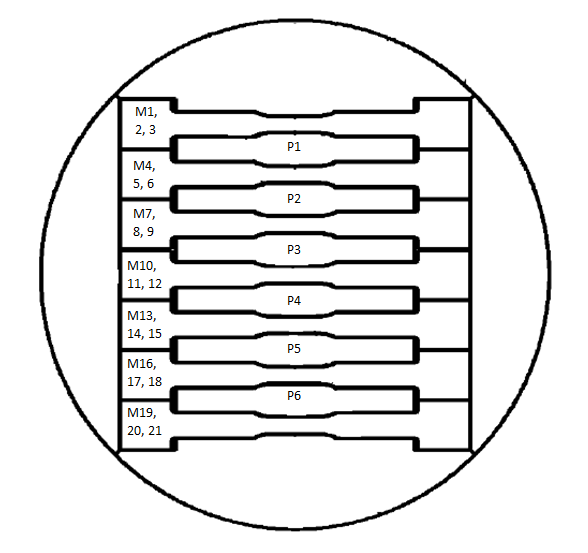 M1,
2, 3
P1
M4,
5, 6
P2
M7,
8, 9
P3
M10,
11, 12
P4
M13,
14, 15
P5
M16,
17, 18
P6
M19,
20, 21